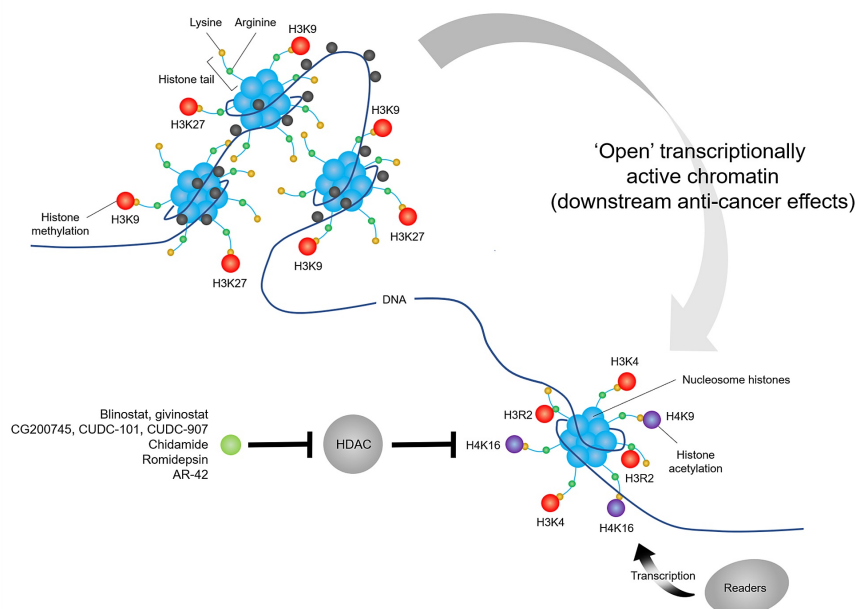 Lysine
Arginine
H3K9
Histone tail
H3K27
H3K9
Histone
methylation
H3K9
H3K27
H3K27
H3K9
'Open' transcriptionally
active chromatin
(downstream anti-cancer effects)
DNA
H3K4
Nucleosome histones
Blinostat, givinostat
CG200745, CUDC-101, CUDC-907
Chidamide
Romidepsin
AR-42
HDAC
H3R2
H4K9
H4K16
Histone
acetylation
H3R2
H3K4
H4K16
Transcription
Readers